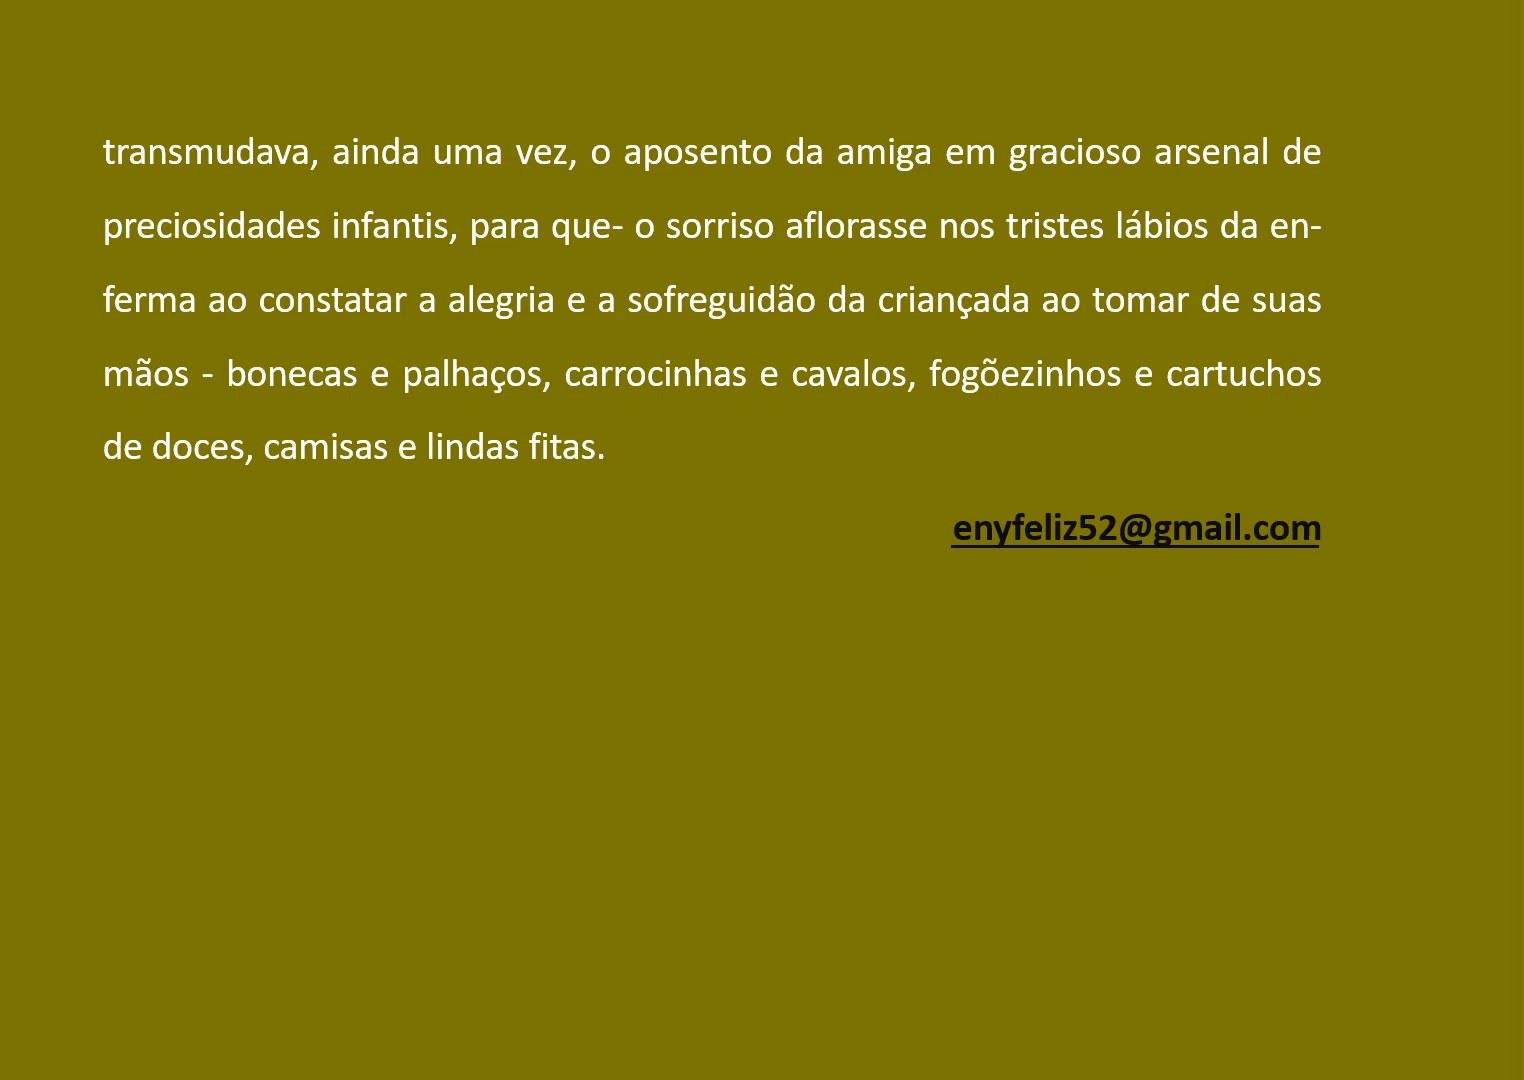 transmudava, ainda uma vez, o aposento da amiga em gracioso arsenal de
preciosidades infantis, para que- o sorriso aflorasse nos tristes lábios da en-
ferma ao constatar a alegria e a sofreguidão da criançada ao tomar de suas
mãos - bonecas e palhaços, carrocinhas e cavalos, fogõezinhos e cartuchos
de doces, camisas e lindas fitas.
enyfeliz52@gmail.com